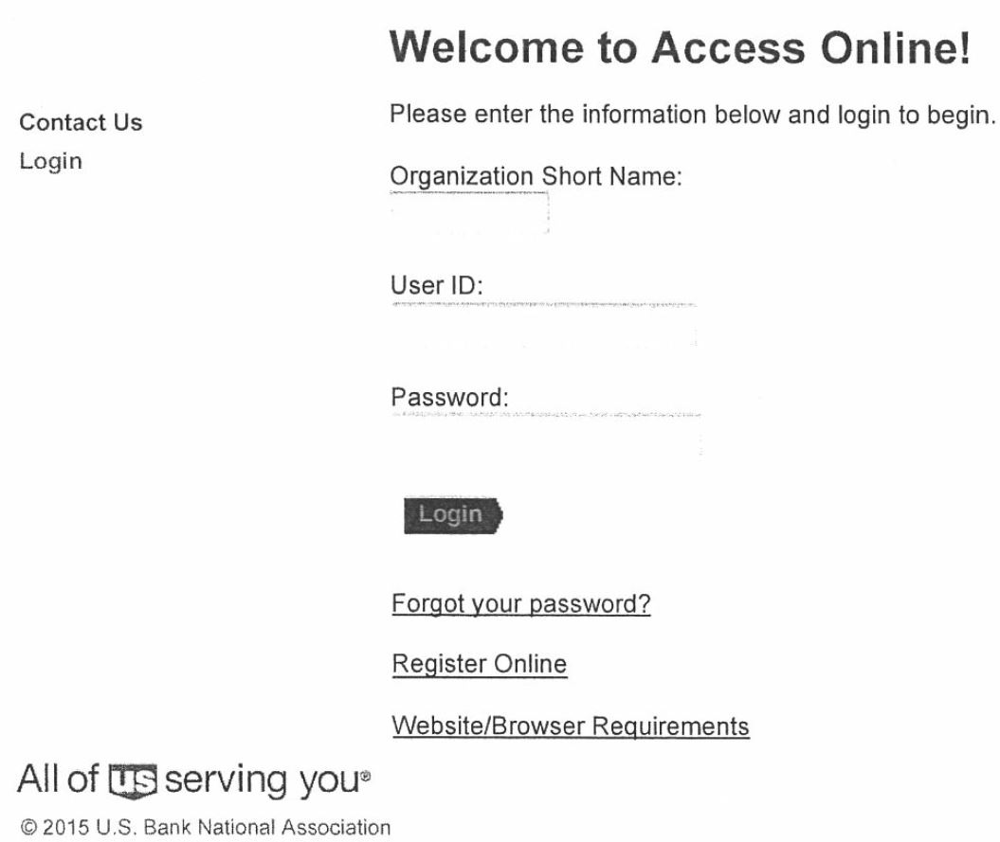 Welcome to Access Online!
Contact Us
Login
Please enter the information below and login to begin.
Organization Short Name:
User ID:
Password:
Login
Forgot your password?
Register Online
Website/Browser Requirements
All of us serving you®
© 2015 U.S. Bank National Association